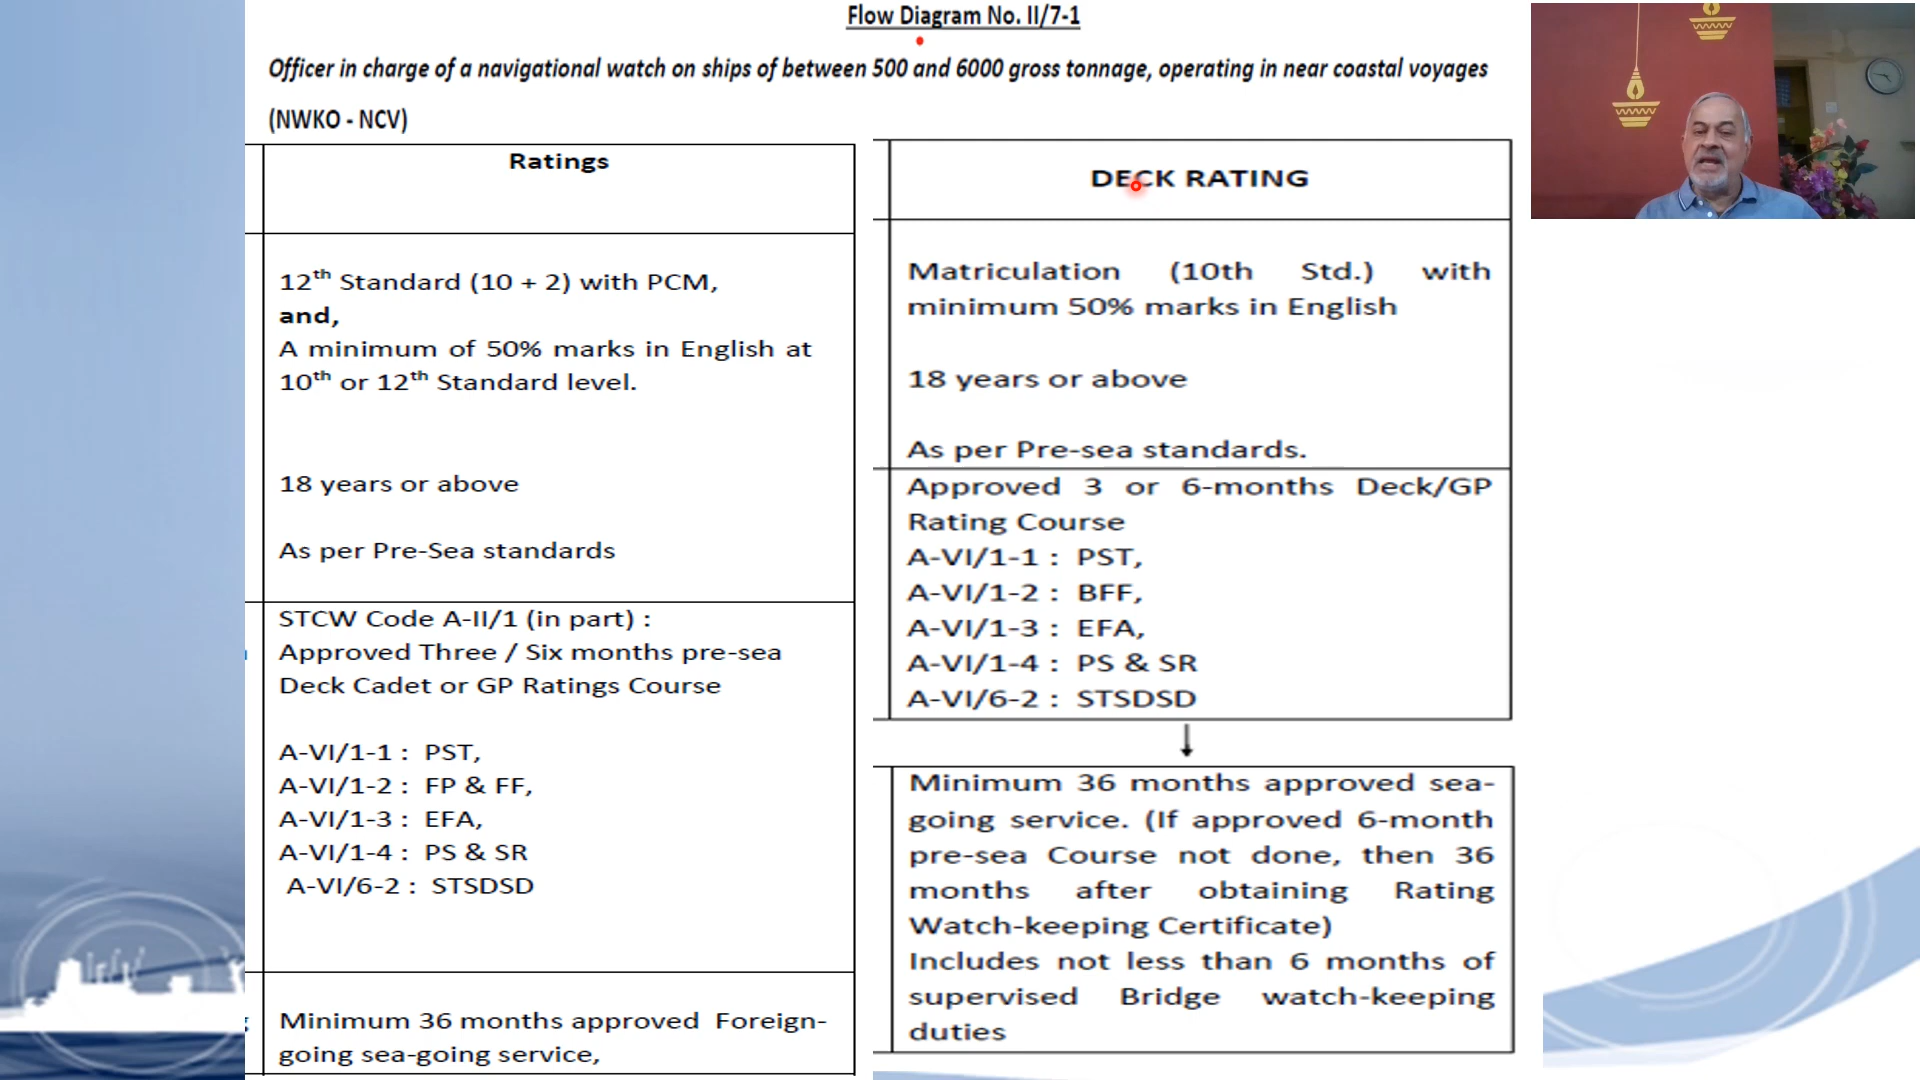 Flow Diagram No. II/7-1
Officer in charge of a navigational watch on ships of between 500 and 6000 gross tonnage, operating in near coastal voyages
(NWKO - NCV)
Ratings
12th Standard (10 + 2) with PCM,
and,
A minimum of 50% marks in English at
10th or 12th Standard level.
18 years or above
As per Pre-Sea standards
STCW Code A-II/1 (in part) :
Approved Three / Six months pre-sea
Deck Cadet or GP Ratings Course
A-VI/1-1 : PST,
A-VI/1-2 : FP & FF,
A-VI/1-3 : EFA,
A-VI/1-4 : PS & SR
A-VI/6-2 : STSDSD
Minimum 36 months approved Foreign-
going sea-going service,
DECK RATING
Matriculation (10th Std.) with
minimum 50% marks in English
18 years or above
As per Pre-sea standards.
Approved 3 or 6-months Deck/GP
Rating Course
A-VI/1-1 : PST,
A-VI/1-2 : BFF,
A-VI/1-3 : EFA,
A-VI/1-4 : PS & SR
A-VI/6-2 : STSDSD
Minimum 36 months approved sea-
going service. (If approved 6-month
pre-sea Course not done, then 36
months after obtaining Rating
Watch-keeping Certificate)
Includes not less than 6 months of
supervised Bridge watch-keeping
duties